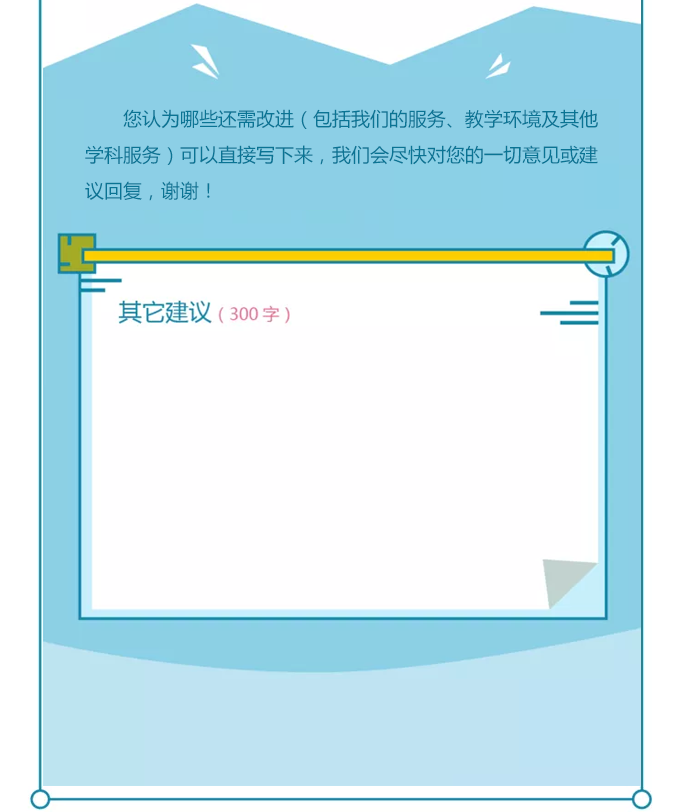 您认为哪些还需改进（包括我们的服务、教学环境及其他
学科服务）可以直接写下来，我们会尽快对您的一切意见或建
议回复，谢谢！
其它建议（300 字）